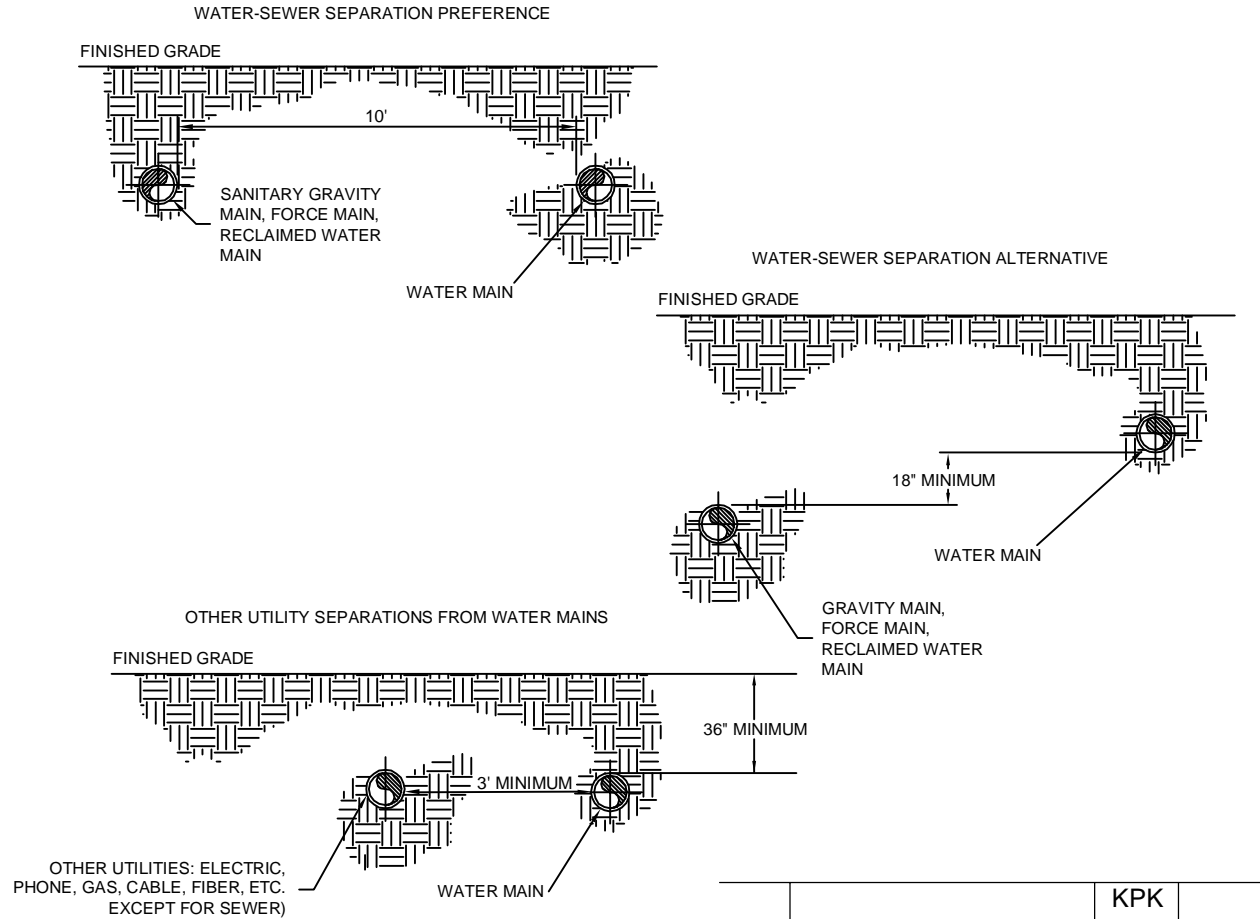 WATER-SEWER SEPARATION PREFERENCE
FINISHED GRADE
10'
SANITARY GRAVITY
MAIN, FORCE MAIN,
RECLAIMED WATER
MAIN
WATER MAIN
WATER-SEWER SEPARATION ALTERNATIVE
FINISHED GRADE
18" MINIMUM
WATER MAIN
GRAVITY MAIN,
FORCE MAIN,
RECLAIMED WATER
MAIN
OTHER UTILITY SEPARATIONS FROM WATER MAINS
FINISHED GRADE
36" MINIMUM
3' MINIMUM
OTHER UTILITIES: ELECTRIC,
PHONE, GAS, CABLE, FIBER, ETC.
EXCEPT FOR SEWER)
WATER MAIN
KPK